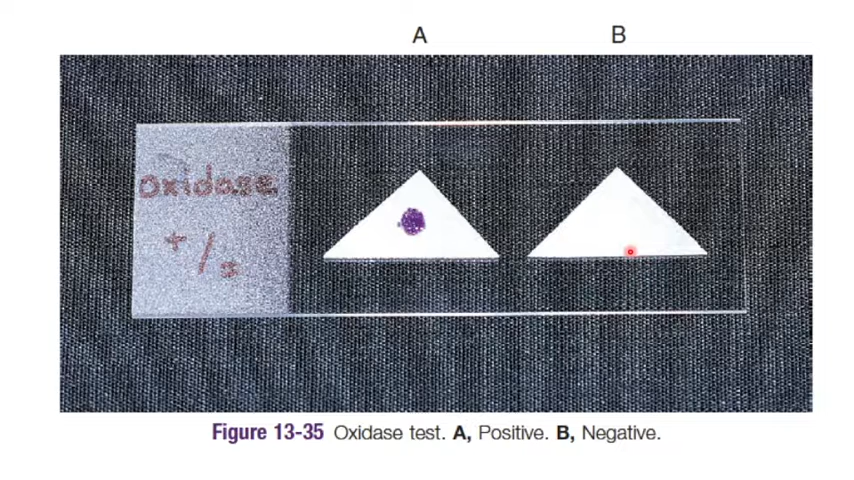 A B
oxidase
+/-
Figure 13-35 Oxidase test. A, Positive. B, Negative.